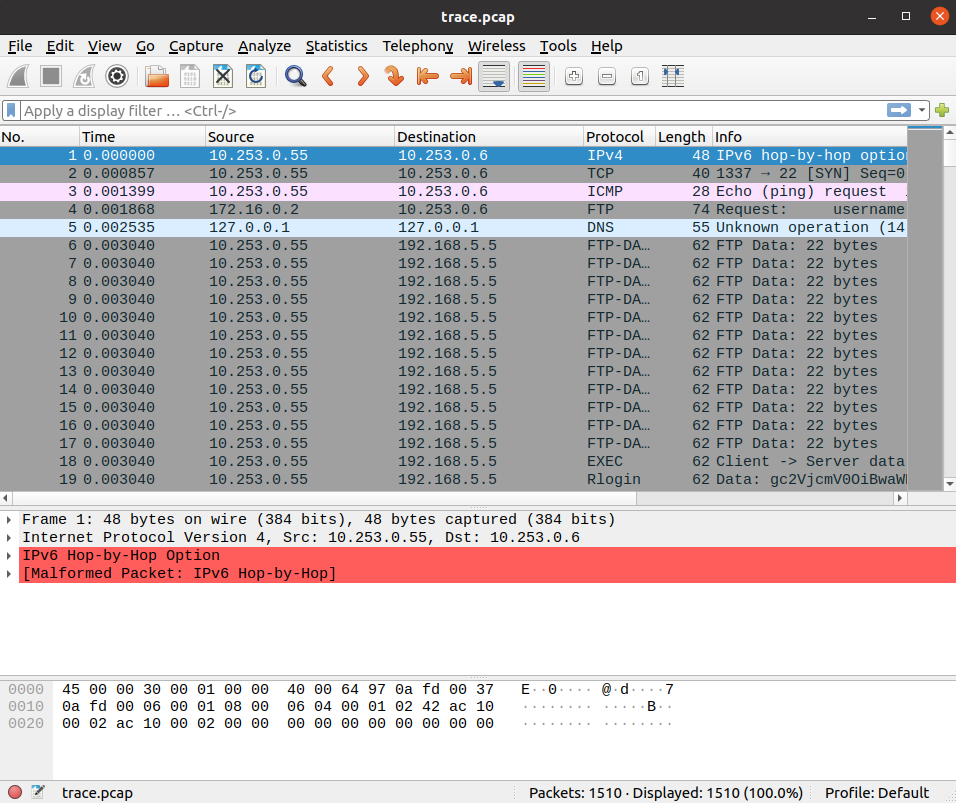 trace.pcap
File Edit View Go Capture Analyze Statistics Telephony Wireless Tools Help
Apply a display filter … <Ctrl-/>
No. Time Source Destination Protocol Length Info
1 0.000000 10.253.0.55 10.253.0.6 IPv4 48 IPv6 hop-by-hop option
2 0.000857 10.253.0.55 10.253.0.6 TCP 40 1337 → 22 [SYN] Seq=0
3 0.001399 10.253.0.55 10.253.0.6 ICMP 28 Echo (ping) request
4 0.001868 172.16.0.2 10.253.0.6 FTP 74 Request: username
5 0.002535 127.0.0.1 127.0.0.1 DNS 55 Unknown operation (14
6 0.003040 10.253.0.55 192.168.5.5 FTP-DA… 62 FTP Data: 22 bytes
7 0.003040 10.253.0.55 192.168.5.5 FTP-DA… 62 FTP Data: 22 bytes
8 0.003040 10.253.0.55 192.168.5.5 FTP-DA… 62 FTP Data: 22 bytes
9 0.003040 10.253.0.55 192.168.5.5 FTP-DA… 62 FTP Data: 22 bytes
10 0.003040 10.253.0.55 192.168.5.5 FTP-DA… 62 FTP Data: 22 bytes
11 0.003040 10.253.0.55 192.168.5.5 FTP-DA… 62 FTP Data: 22 bytes
12 0.003040 10.253.0.55 192.168.5.5 FTP-DA… 62 FTP Data: 22 bytes
13 0.003040 10.253.0.55 192.168.5.5 FTP-DA… 62 FTP Data: 22 bytes
14 0.003040 10.253.0.55 192.168.5.5 FTP-DA… 62 FTP Data: 22 bytes
15 0.003040 10.253.0.55 192.168.5.5 FTP-DA… 62 FTP Data: 22 bytes
16 0.003040 10.253.0.55 192.168.5.5 FTP-DA… 62 FTP Data: 22 bytes
17 0.003040 10.253.0.55 192.168.5.5 FTP-DA… 62 FTP Data: 22 bytes
18 0.003040 10.253.0.55 192.168.5.5 EXEC 62 Client -> Server data
19 0.003040 10.253.0.55 192.168.5.5 Rlogin 62 Data:
Frame 1: 48 bytes on wire (384 bits), 48 bytes captured (384 bits)
Internet Protocol Version 4, Src: 10.253.0.55, Dst: 10.253.0.6
IPv6 Hop-by-Hop Option
[Malformed Packet: IPv6 Hop-by-Hop]
0000 45 00 00 30 00 01 00 00 40 00 64 97 0a fd 00 37 E··0···· @·d····7
0010 0a fd 00 06 00 01 08 00 06 04 00 01 02 42 ac 10 ········ ·····B··
0020 00 02 ac 10 00 02 00 00 00 00 00 00 00 00 00 00 ········ ········
trace.pcap Packets: 1510 · Displayed: 1510 (100.0%) Profile: Default